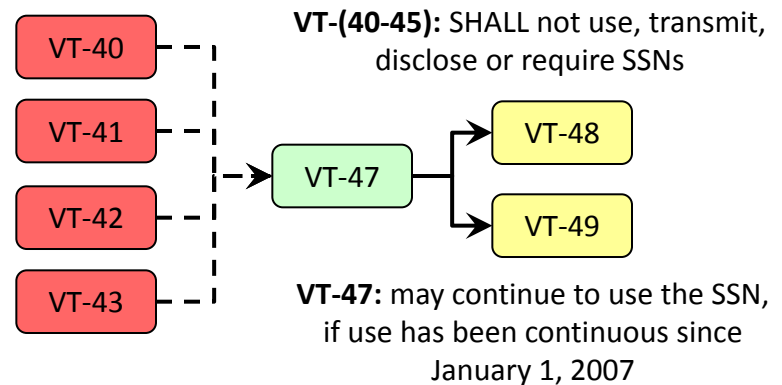 VT-(40-45): SHALL not use, transmit,
disclose or require SSNs
VT-40
VT-41
VT-42
VT-43
VT-47
VT-48
VT-49
VT-47: may continue to use the SSN,
if use has been continuous since
January 1, 2007